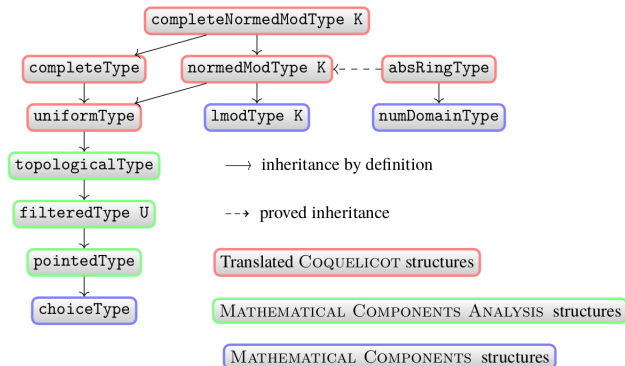 completeNormedModType K
completeType normedModType K absRingType
uniformType lmodType K numDomainType
topologicalType inheritance by definition
filteredType U proved inheritance
pointedType Translated COQUELICOT structures
choiceType MATHEMATICAL COMPONENTS ANALYSIS structures
MATHEMATICAL COMPONENTS structures